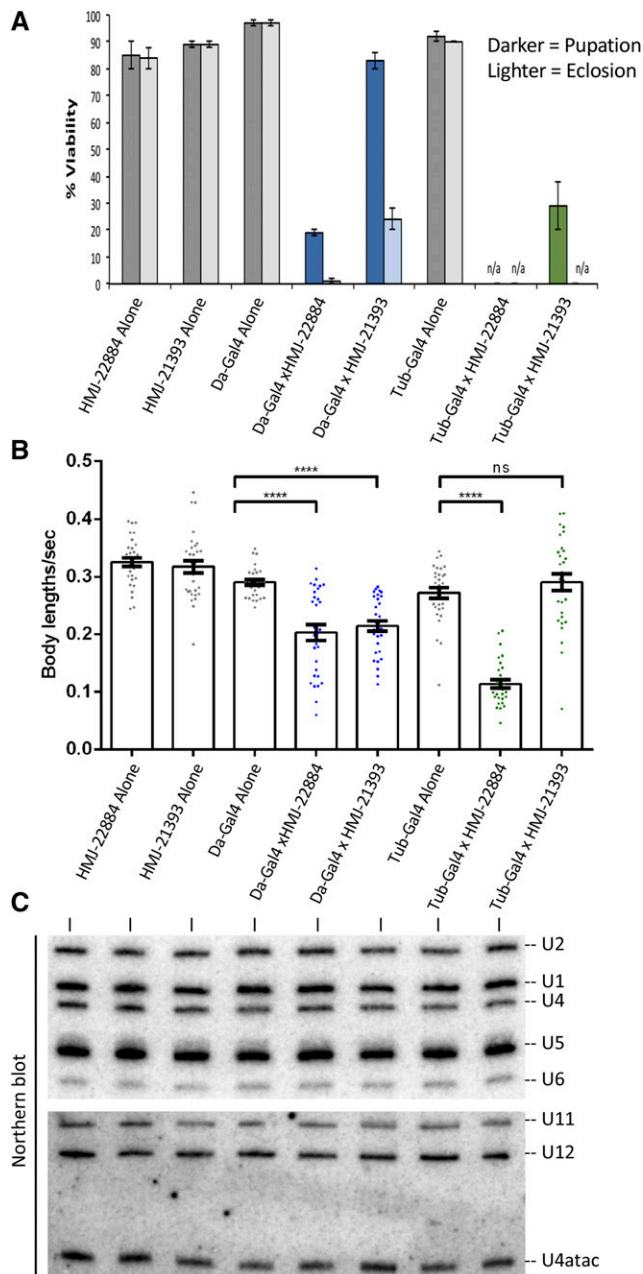 A
Darker = Pupation
Lighter = Eclosion
% Viability
100
90
80
70
60
50
40
30
20
10
0
n/a
n/a
n/a
HMJ-22884 Alone
HMJ-21393 Alone
Da-Gal4 Alone
Da-Gal4 xHMJ-22884
Da-Gal4 x HMJ-21393
Tub-Gal4 Alone
Tub-Gal4 x HMJ-22884
Tub-Gal4 x HMJ-21393
B
Body lengths/sec
0.5
0.4
0.3
0.2
0.1
0.0
****
****
ns
****
HMJ-22884 Alone
HMJ-21393 Alone
Da-Gal4 Alone
Da-Gal4 xHMJ-22884
Da-Gal4 x HMJ-21393
Tub-Gal4 Alone
Tub-Gal4 x HMJ-22884
Tub-Gal4 x HMJ-21393
C
Northern blot
-- U2
-- U1
-- U4
-- U5
-- U6
-- U11
-- U12
-- U4atac